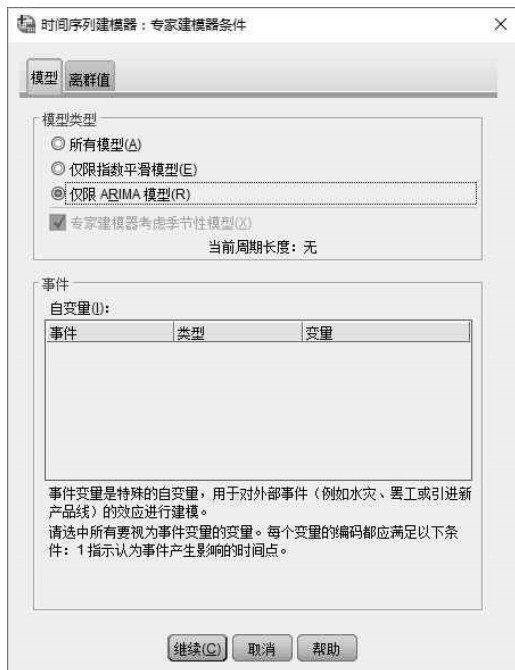 时间序列建模器：专家建模器条件
模型 离群值
模型类型
所有模型(A)
仅限指数平滑模型(E)
仅限 ARIMA 模型(R)
专家建模器考虑季节性模型(X)
当前周期长度：无
事件
自变量(I)：
事件 类型 变量
事件变量是特殊的自变量，用于对外部事件（例如水灾、罢工或引进新
产品线）的效应进行建模。
请选中所有要视为事件变量的变量。每个变量的编码都应满足以下条
件：1 指示认为事件产生影响的时间点。
继续(C) 取消 帮助